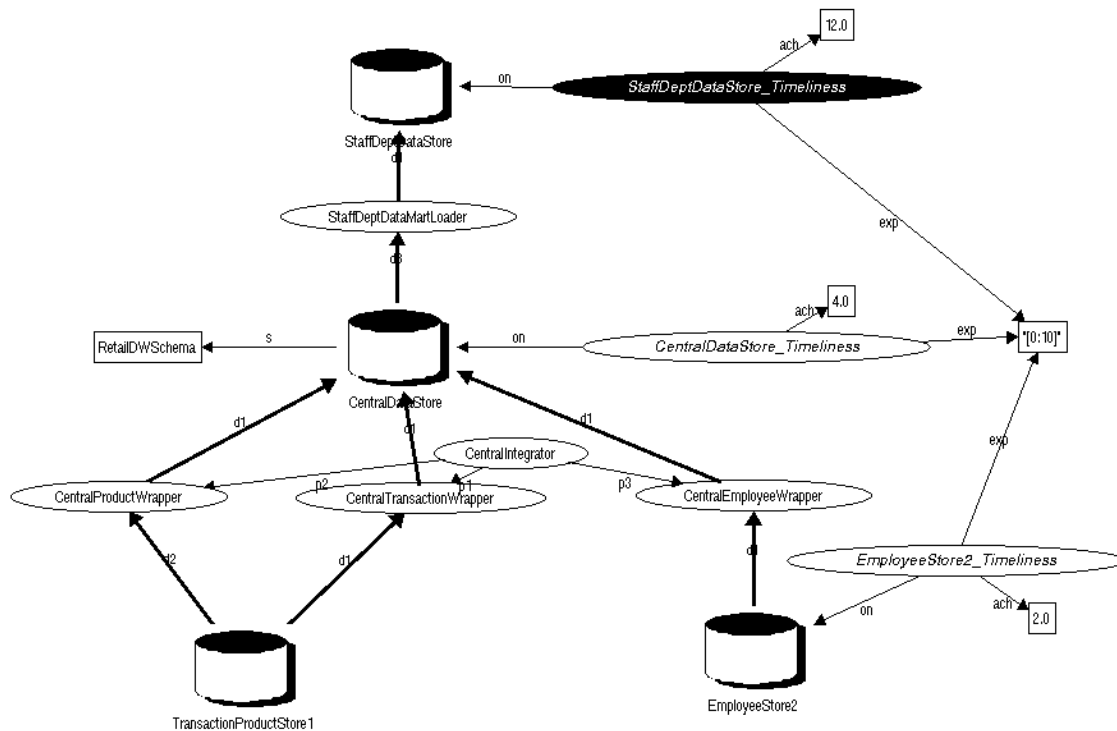 12.0
ach
on
StaffDeptDataStore_Timeliness
StaffDeptDataStore
d1
StaffDeptDataMartLoader
exp
d3
4.0
ach
RetailDWSchema
s
on
CentralDataStore_Timeliness
exp
"[0:10]"
CentralDataStore
d1
d1
d1
CentralIntegrator
exp
CentralProductWrapper
p2
CentralTransactionWrapper
p1
p3
CentralEmployeeWrapper
d2
d1
d1
EmployeeStore2_Timeliness
on
ach
2.0
EmployeeStore2
TransactionProductStore1